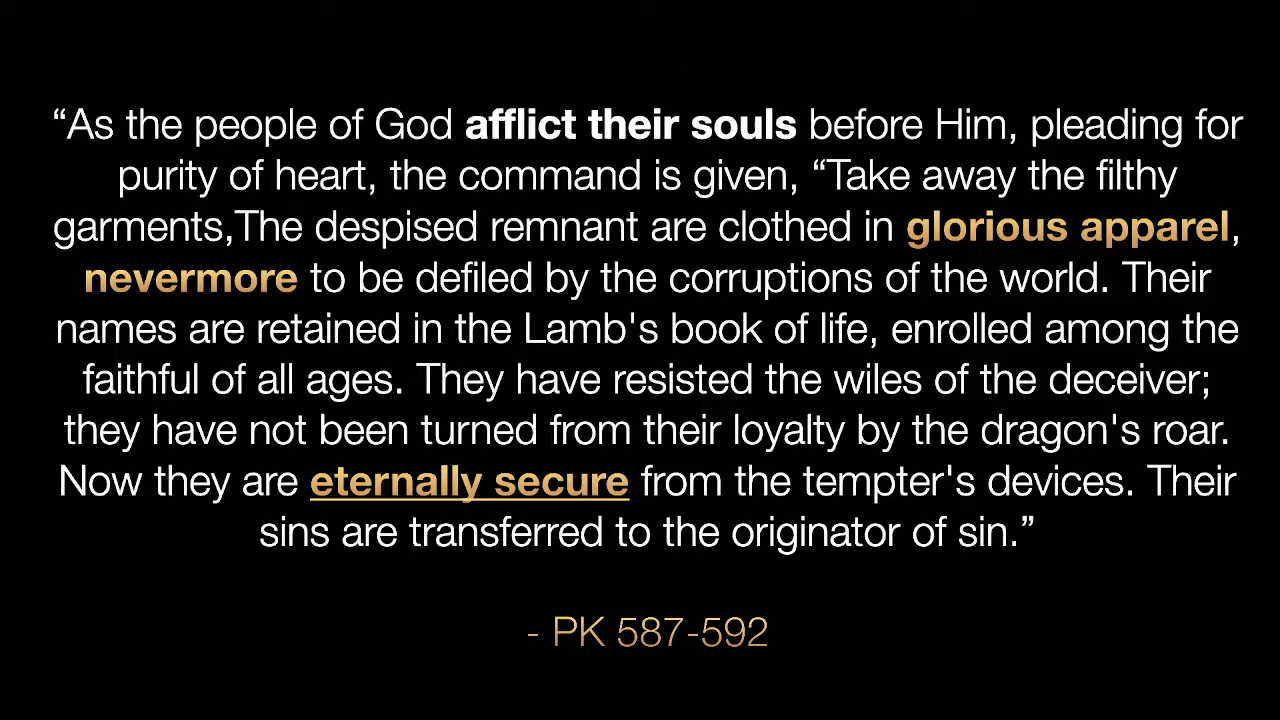 “As the people of God afflict their souls before Him, pleading for
purity of heart, the command is given, “Take away the filthy
garments,The despised remnant are clothed in glorious apparel,
nevermore to be defiled by the corruptions of the world. Their
names are retained in the Lamb's book of life, enrolled among the
faithful of all ages. They have resisted the wiles of the deceiver;
they have not been turned from their loyalty by the dragon's roar.
Now they are eternally secure from the tempter's devices. Their
sins are transferred to the originator of sin.”
- PK 587-592